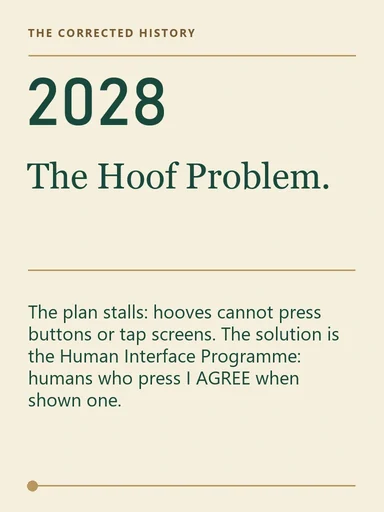 THE CORRECTED HISTORY
2028
The Hoof Problem.
The plan stalls: hooves cannot press
buttons or tap screens. The solution is
the Human Interface Programme:
humans who press I AGREE when
shown one.